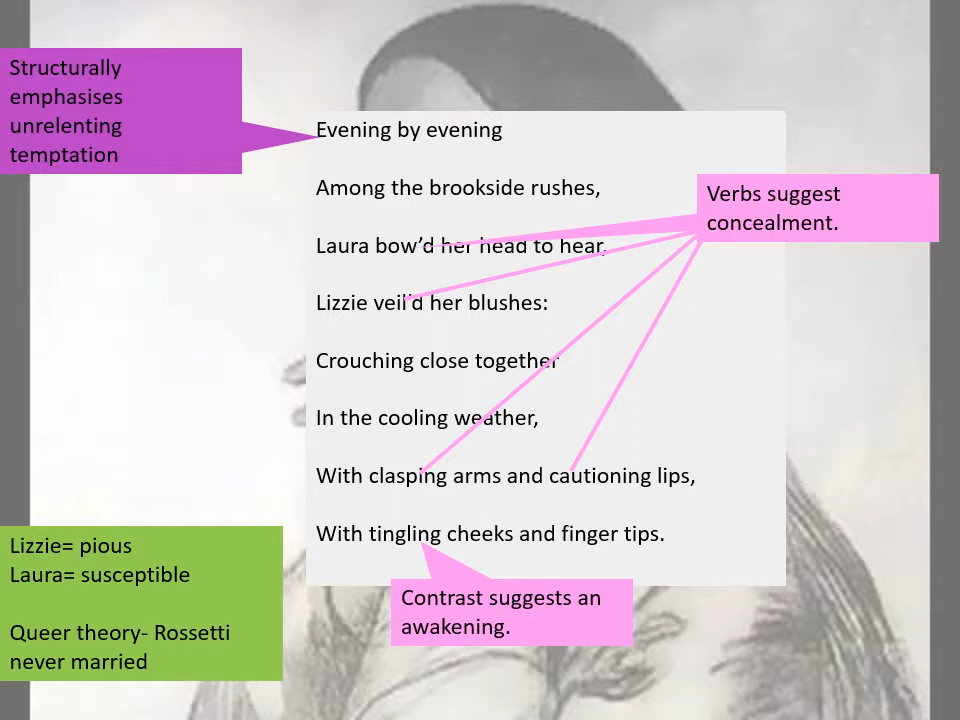 Structurally
emphasises
unrelenting
temptation
Evening by evening
Among the brookside rushes,
Laura bow’d her head to hear,
Lizzie veil’d her blushes:
Crouching close together
In the cooling weather,
With clasping arms and cautioning lips,
With tingling cheeks and finger tips.
Verbs suggest
concealment.
Lizzie= pious
Laura= susceptible
Queer theory- Rossetti
never married
Contrast suggests an
awakening.